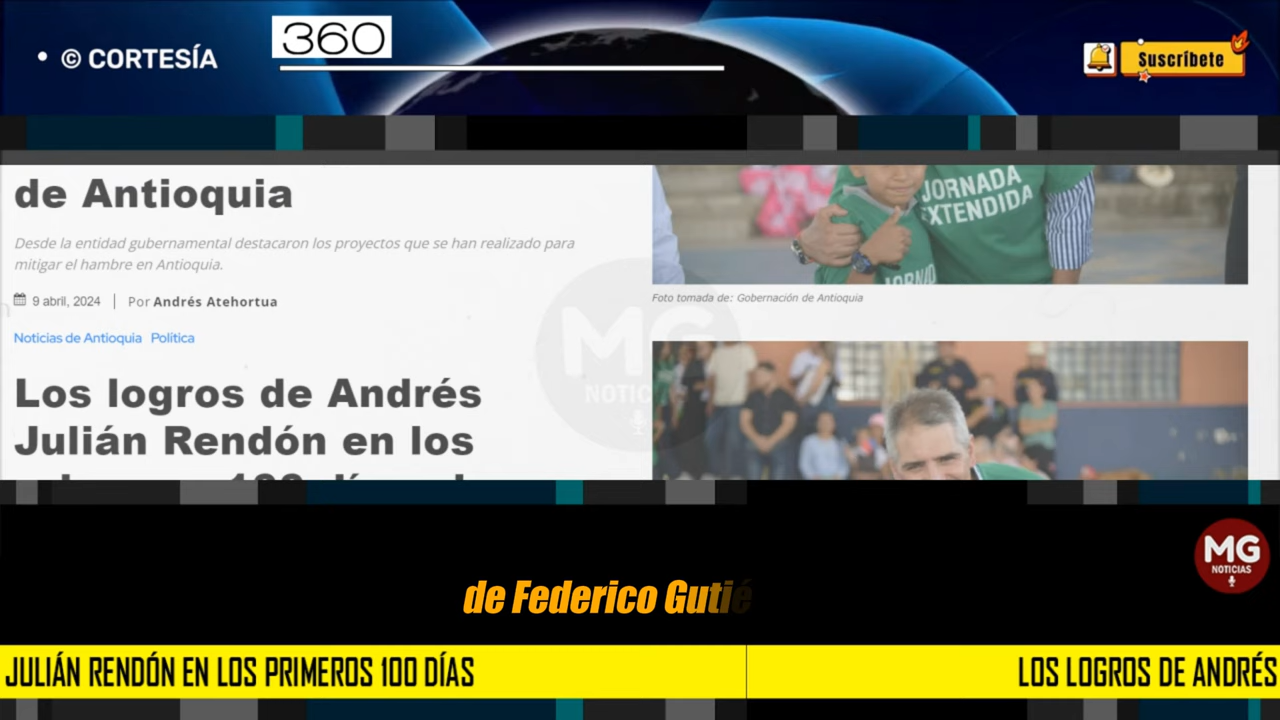 • © CORTESÍA
360
Suscríbete
de Antioquia
Desde la entidad gubernamental destacaron los proyectos que se han realizado para
mitigar el hambre en Antioquia.
9 abril, 2024 | Por Andrés Atehortua
Noticias de Antioquia Política
Los logros de Andrés
Julián Rendón en los
JORNADA
EXTENDIDA
JORNAD
Foto tomada de: Gobernación de Antioquia
MG
NOTIC
de Federico Gutié
MG
NOTICIAS
JULIÁN RENDÓN EN LOS PRIMEROS 100 DÍAS
LOS LOGROS DE ANDRÉS